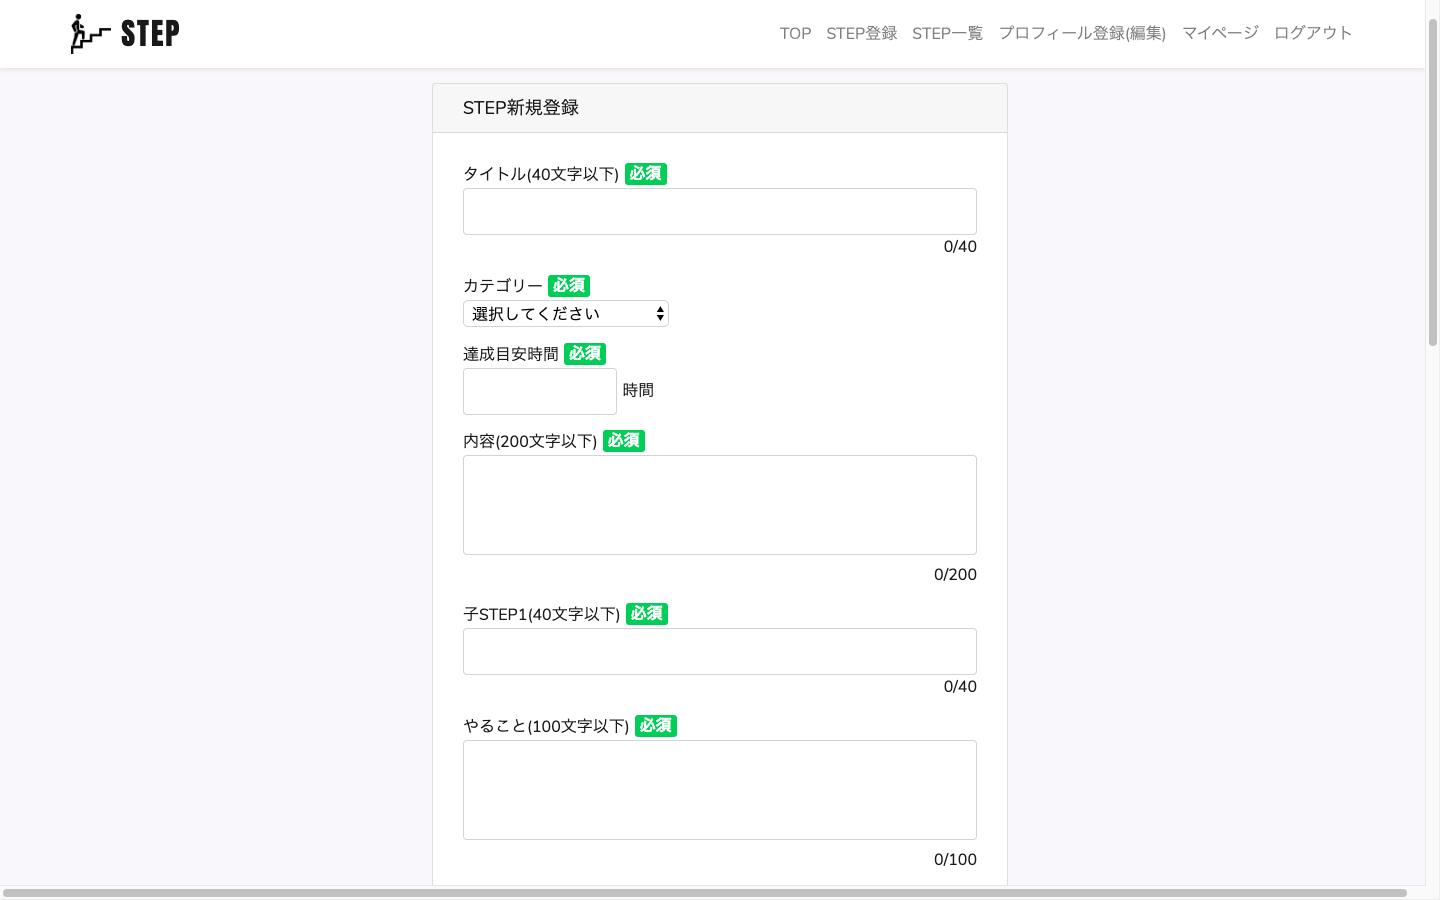 STEP
TOP STEP登録 STEP一覧 プロフィール登録(編集) マイページ ログアウト
STEP新規登録
タイトル(40文字以下) 必須
0/40
カテゴリー 必須
選択してください
達成目安時間 必須
時間
内容(200文字以下) 必須
0/200
子STEP1(40文字以下) 必須
0/40
やること(100文字以下) 必須
0/100